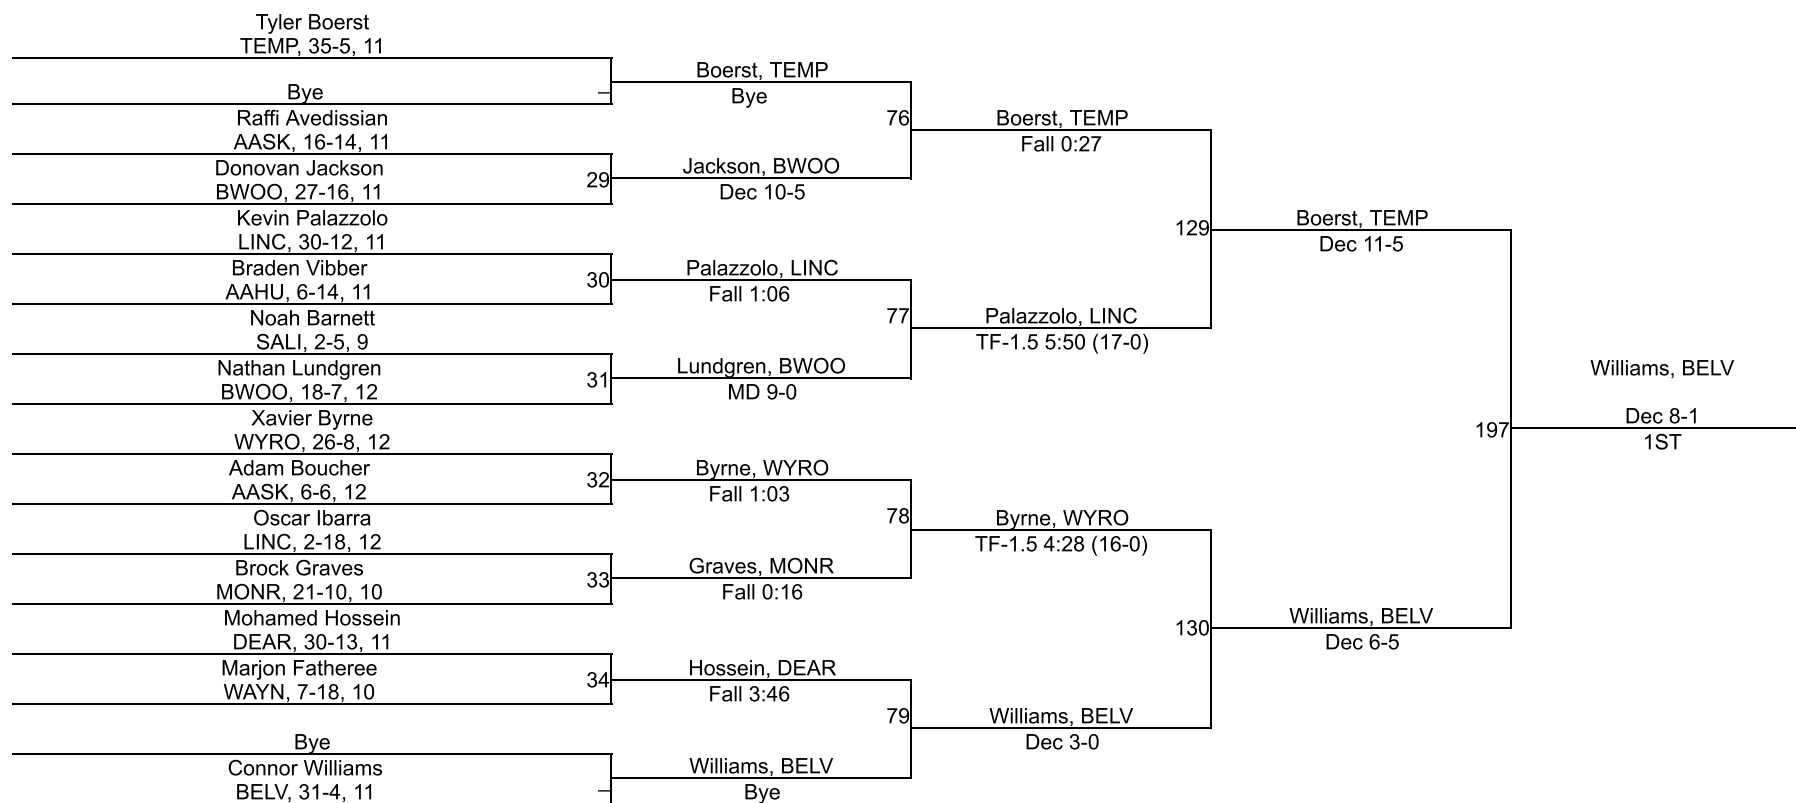 Tyler Boerst
TEMP, 35-5, 11
Bye
Raffi Avedissian
AASK, 16-14, 11
Donovan Jackson
BWOO, 27-16, 11
Kevin Palazzolo
LINC, 30-12, 11
Braden Vibber
AAHU, 6-14, 11
Noah Barnett
SALI, 2-5, 9
Nathan Lundgren
BWOO, 18-7, 12
Xavier Byrne
WYRO, 26-8, 12
Adam Boucher
AASK, 6-6, 12
Oscar Ibarra
LINC, 2-18, 12
Brock Graves
MONR, 21-10, 10
Mohamed Hossein
DEAR, 30-13, 11
Marjon Fatheree
WAYN, 7-18, 10
Bye
Connor Williams
BELV, 31-4, 11
29
30
31
32
33
34
Boerst, TEMP
Bye
Jackson, BWOO
Dec 10-5
Palazzolo, LINC
Fall 1:06
Lundgren, BWOO
MD 9-0
Byrne, WYRO
Fall 1:03
Graves, MONR
Fall 0:16
Hossein, DEAR
Fall 3:46
Williams, BELV
Bye
76
77
78
79
Boerst, TEMP
Fall 0:27
Palazzolo, LINC
TF-1.5 5:50 (17-0)
Byrne, WYRO
TF-1.5 4:28 (16-0)
Williams, BELV
Dec 3-0
129
130
Boerst, TEMP
Dec 11-5
Williams, BELV
Dec 6-5
197
Williams, BELV
Dec 8-1
1ST